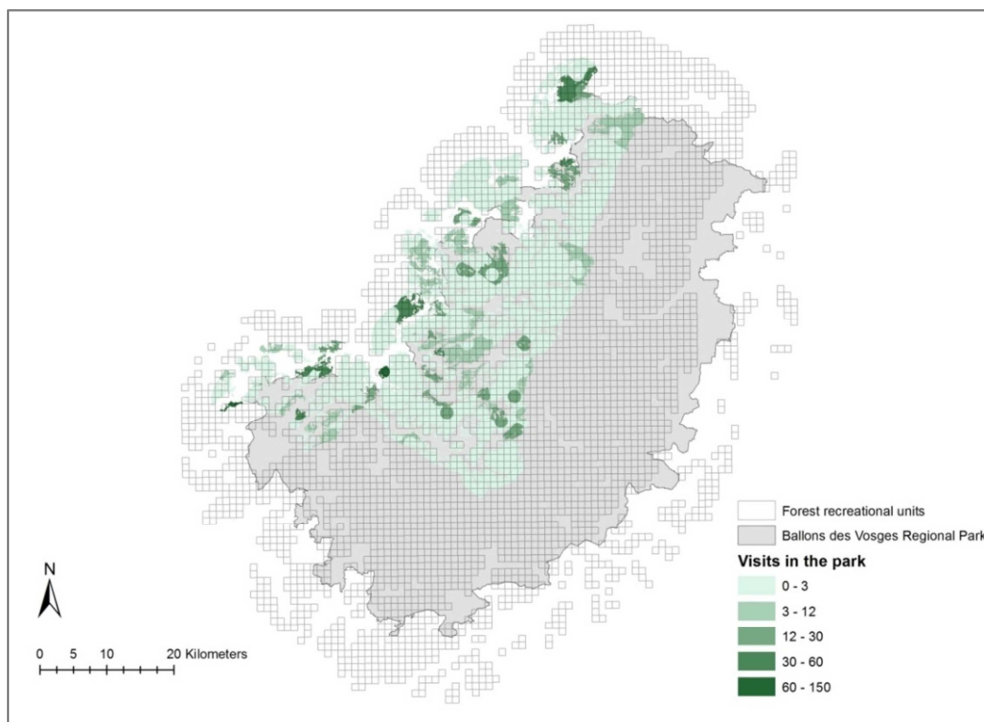 Forest recreational units
Ballons des Vosges Regional Park
Visits in the park
0 - 3
3 - 12
12 - 30
30 - 60
60 - 150
N
0 5 10 20 Kilometers